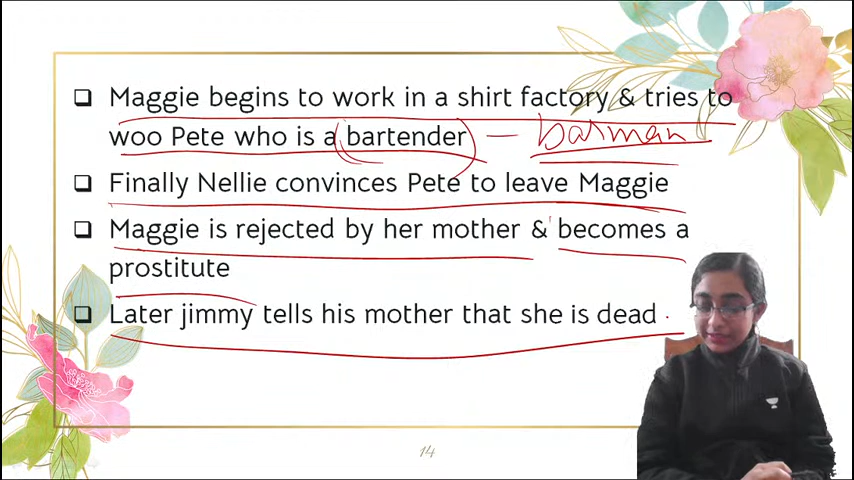 Maggie begins to work in a shirt factory & tries to
woo Pete who is a bartender — barman
Finally Nellie convinces Pete to leave Maggie
Maggie is rejected by her mother & becomes a
prostitute
Later jimmy tells his mother that she is dead
14